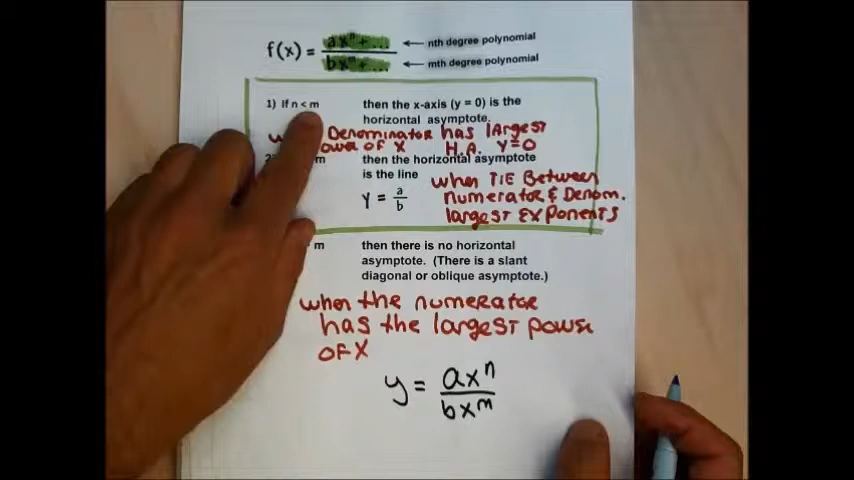 f(x) = ax^n + ... / bx^m + ...
nth degree polynomial
mth degree polynomial
1) If n < m then the x-axis (y = 0) is the
horizontal asymptote.
Denominator has largest
power of X H.A. Y=0
m then the horizontal asymptote
is the line
Y = a/b
when TIE Between
numerator & Denom.
largest EXPONENTS
m then there is no horizontal
asymptote. (There is a slant
diagonal or oblique asymptote.)
when the numerator
has the largest power
of X
y = ax^n / bx^m